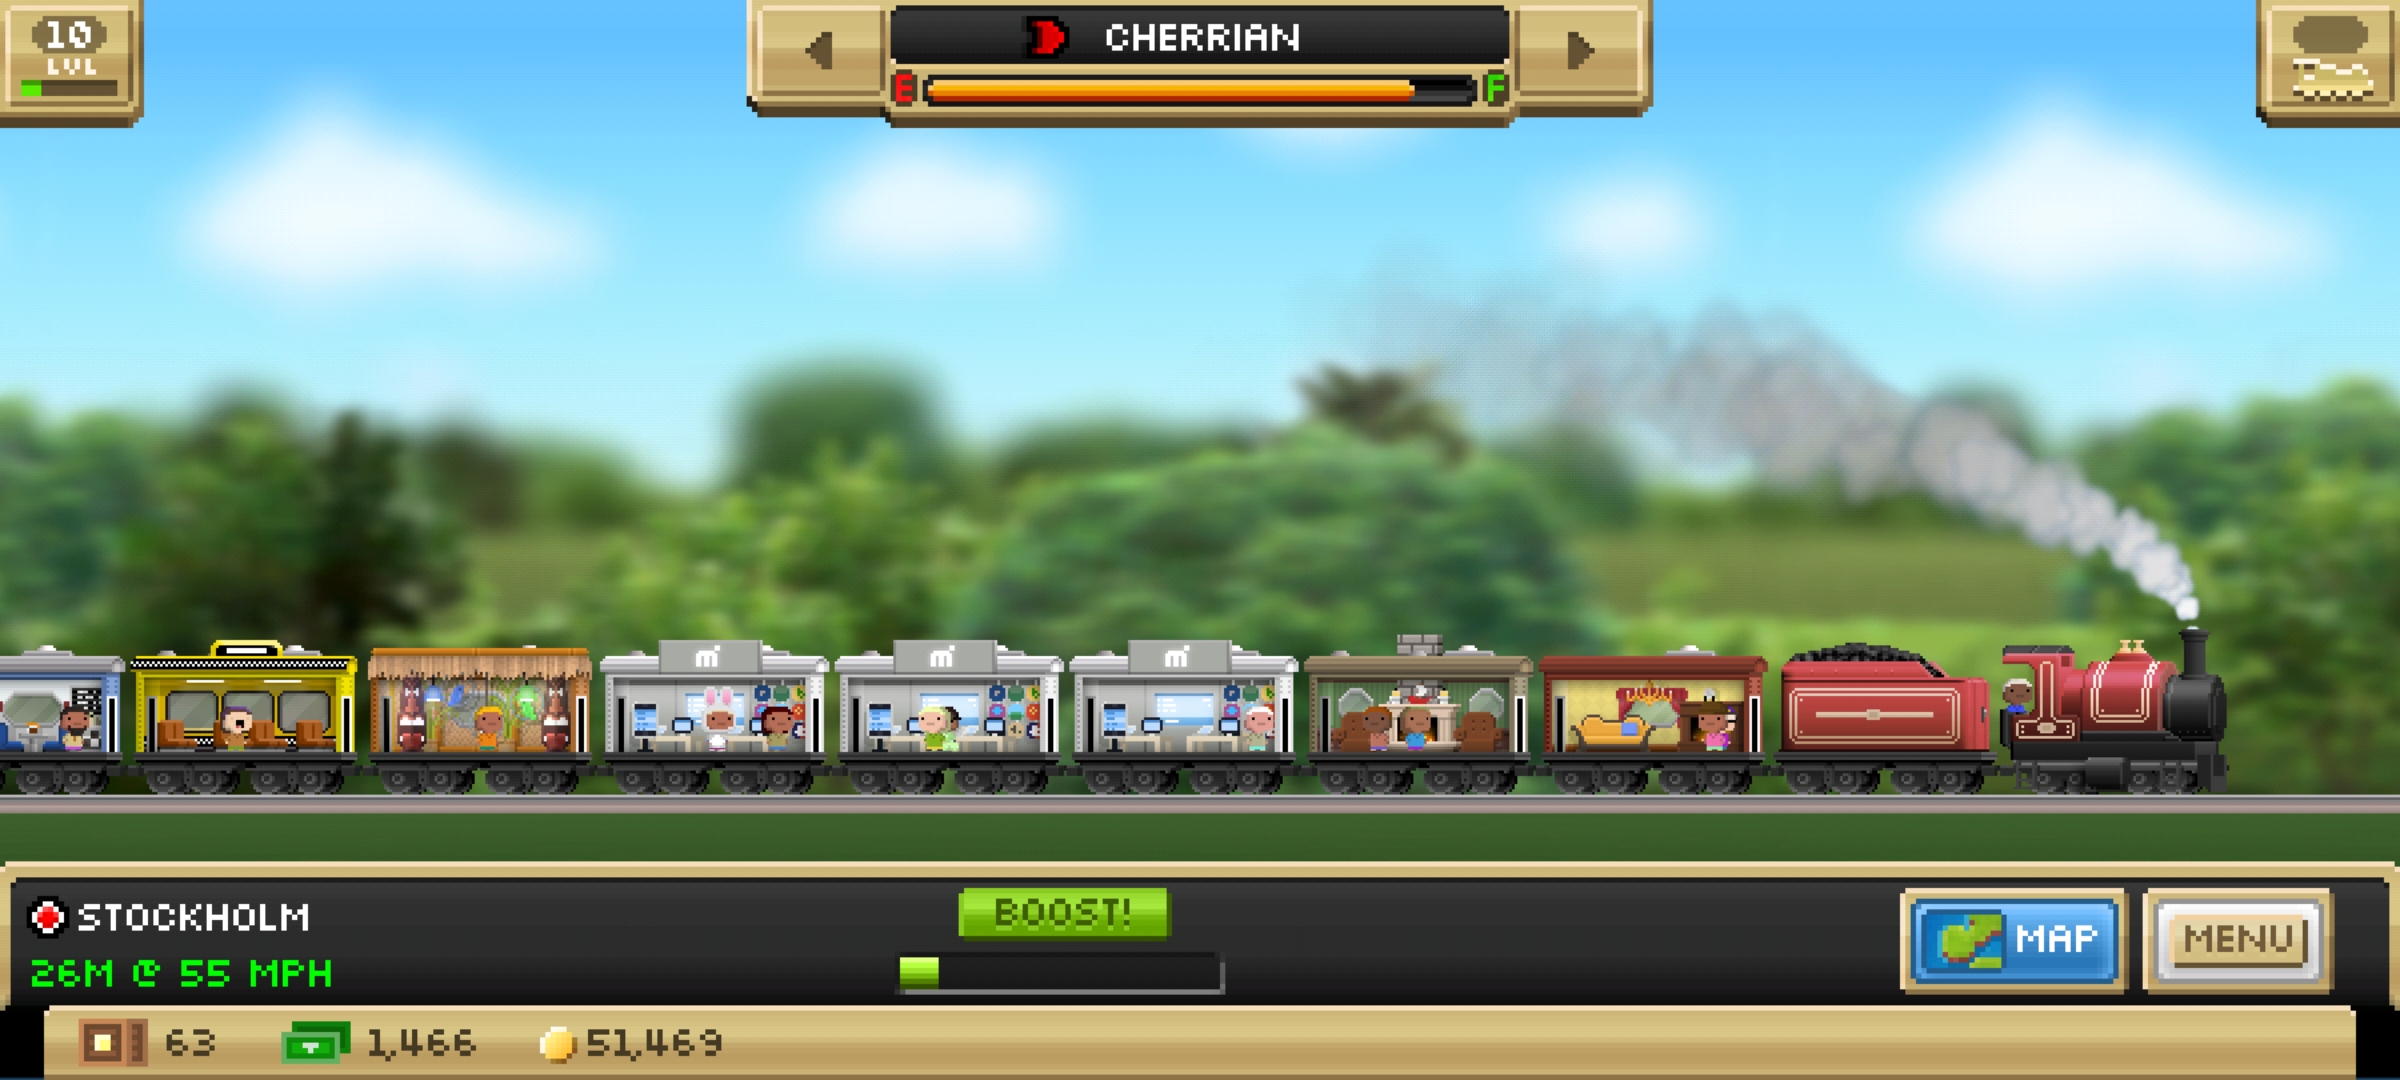 10
LVL
CHERRIAN
E F
m m m
STOCKHOLM
26M @ 55 MPH
BOOST!
MAP
MENU
63 1,466 51,469